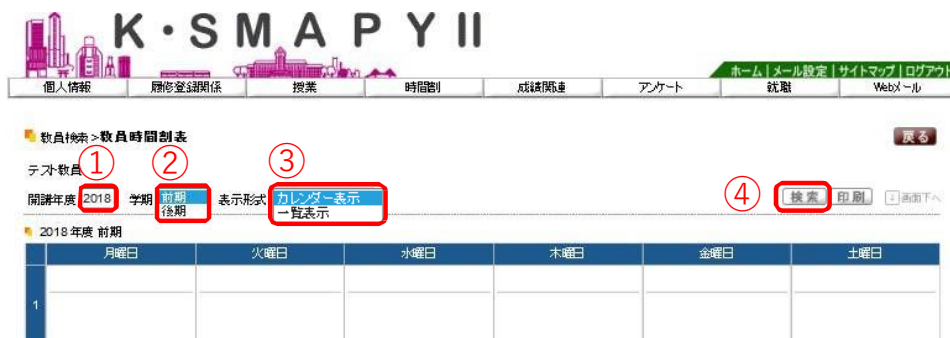 K・SMAPYII
ホーム | メール設定 | サイトマップ | ログアウト
個人情報 履修登録関係 授業 時間割 成績関連 アンケート 就職 Webメール
教員検索>教員時間割表 戻る
① ② ③
テスト教員
開講年度 2018 学期 前期 表示形式 カレンダー表示 ④ 検索 印刷 画面下へ
後期 一覧表示
2018年度 前期
月曜日 火曜日 水曜日 木曜日 金曜日 土曜日
1